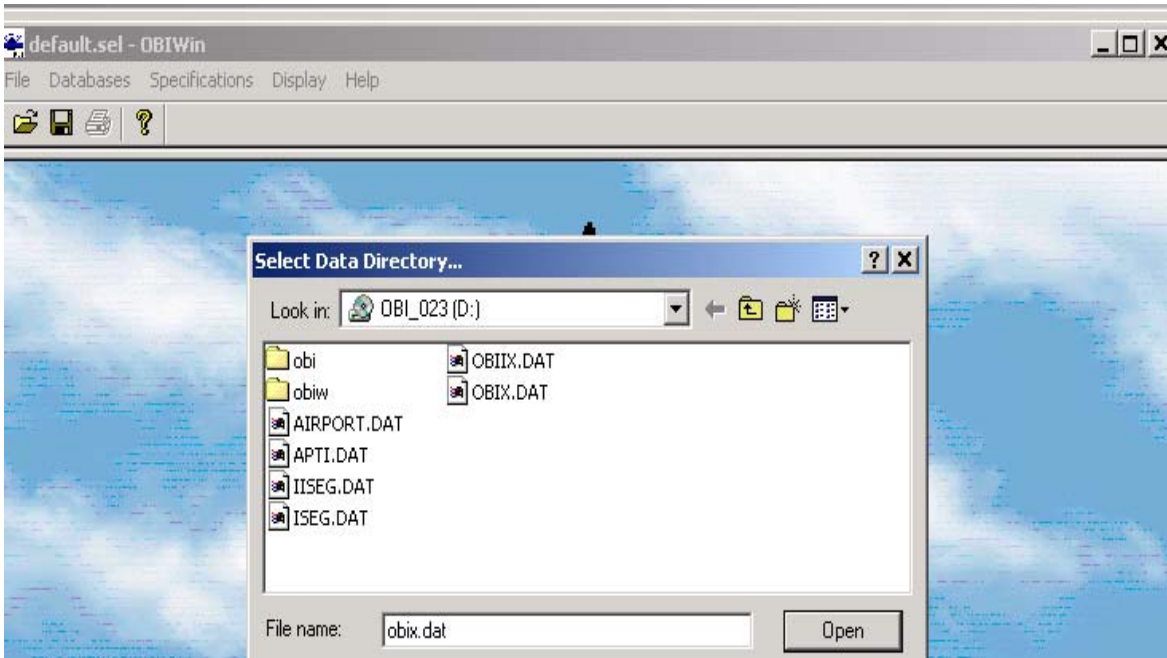 default.sel - OBIWin
File Databases Specifications Display Help
Select Data Directory...
Look in: OBI_023 (D:)
obi
OBIIX.DAT
obiw
OBIX.DAT
AIRPORT.DAT
APTI.DAT
IISEG.DAT
ISEG.DAT
File name: obix.dat Open